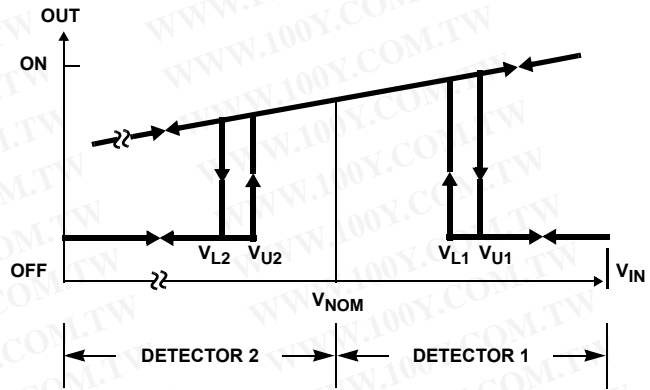 OUT
ON
OFF
V_L2 V_U2 V_L1 V_U1
V_IN
V_NOM
DETECTOR 2 DETECTOR 1
WWW.100Y.COM.TW